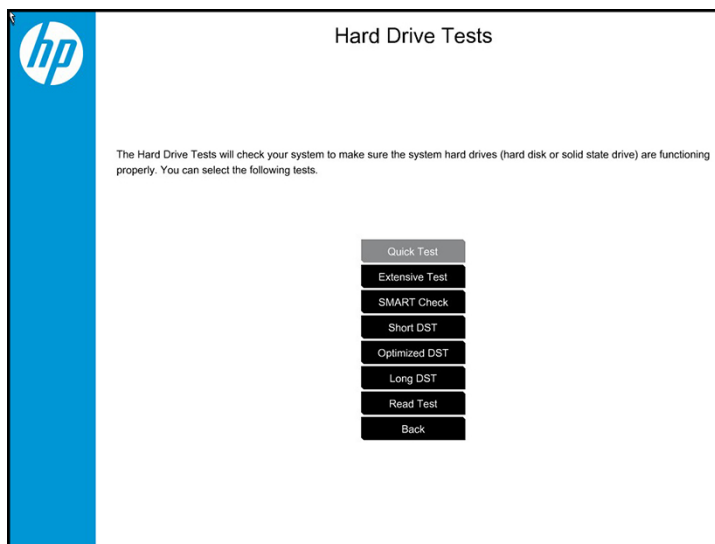 hp
Hard Drive Tests
The Hard Drive Tests will check your system to make sure the system hard drives (hard disk or solid state drive) are functioning
properly. You can select the following tests.
Quick Test
Extensive Test
SMART Check
Short DST
Optimized DST
Long DST
Read Test
Back